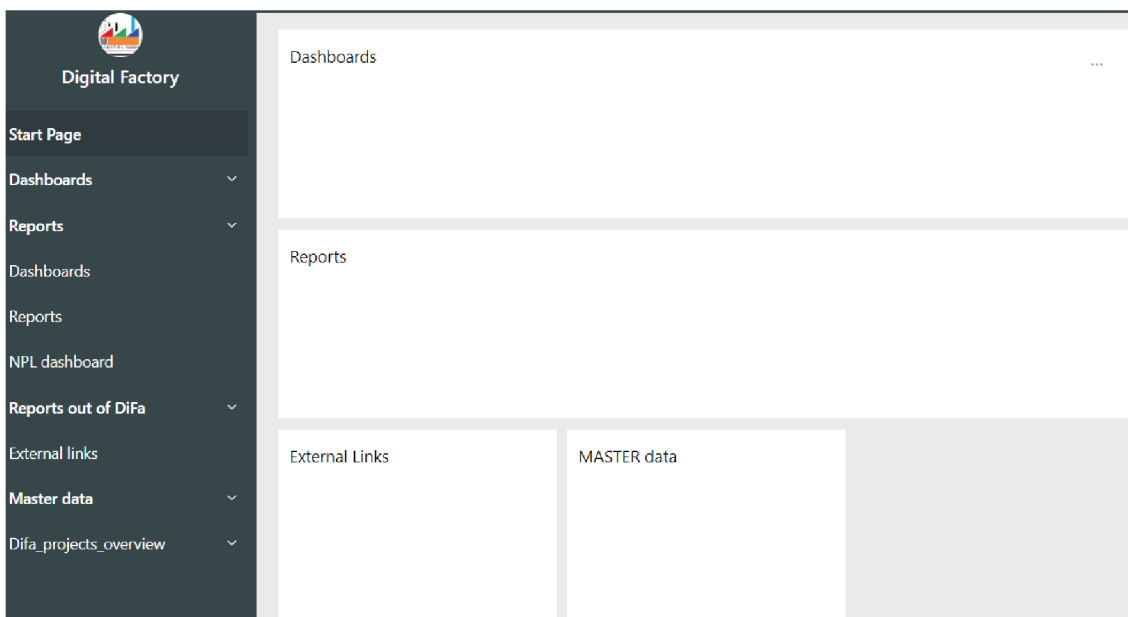 Digital Factory
Start Page
Dashboards
Reports
Dashboards
Reports
NPL dashboard
Reports out of DiFa
External links
Master data
Difa_projects_overview
Dashboards
...
Reports
External Links
MASTER data